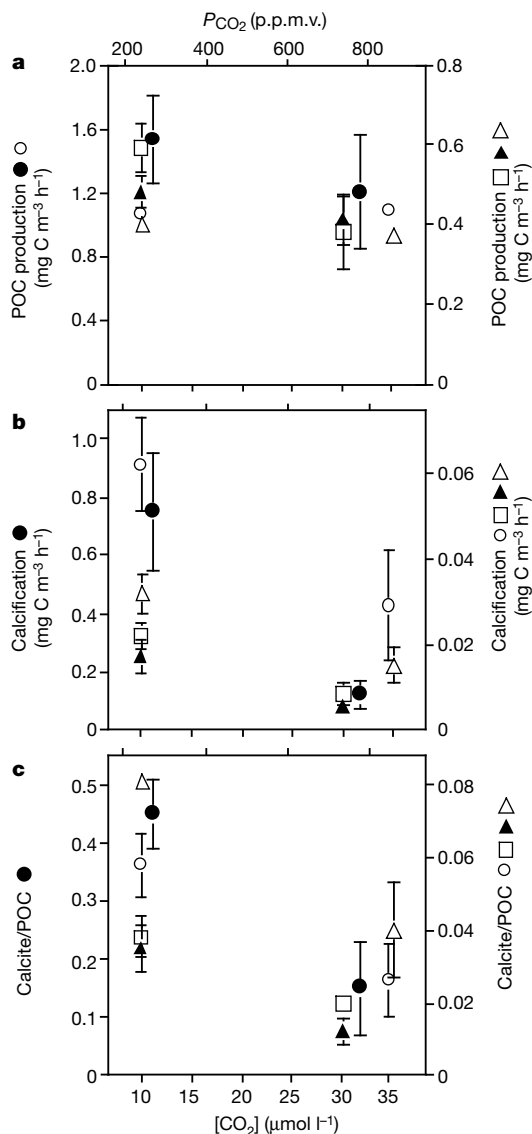 P_CO2 (p.p.m.v.)
200 400 600 800
a
2.0
1.6
1.2
0.8
0.4
0
POC production
(mg C m–3 h–1)
0.8
0.6
0.4
0.2
0
POC production
(mg C m–3 h–1)
b
1.0
0.8
0.6
0.4
0.2
0
Calcification
(mg C m–3 h–1)
0.06
0.04
0.02
0
Calcification
(mg C m–3 h–1)
c
0.5
0.4
0.3
0.2
0.1
0
Calcite/POC
0.08
0.06
0.04
0.02
0
Calcite/POC
10 15 20 25 30 35
[CO2] (μmol l–1)